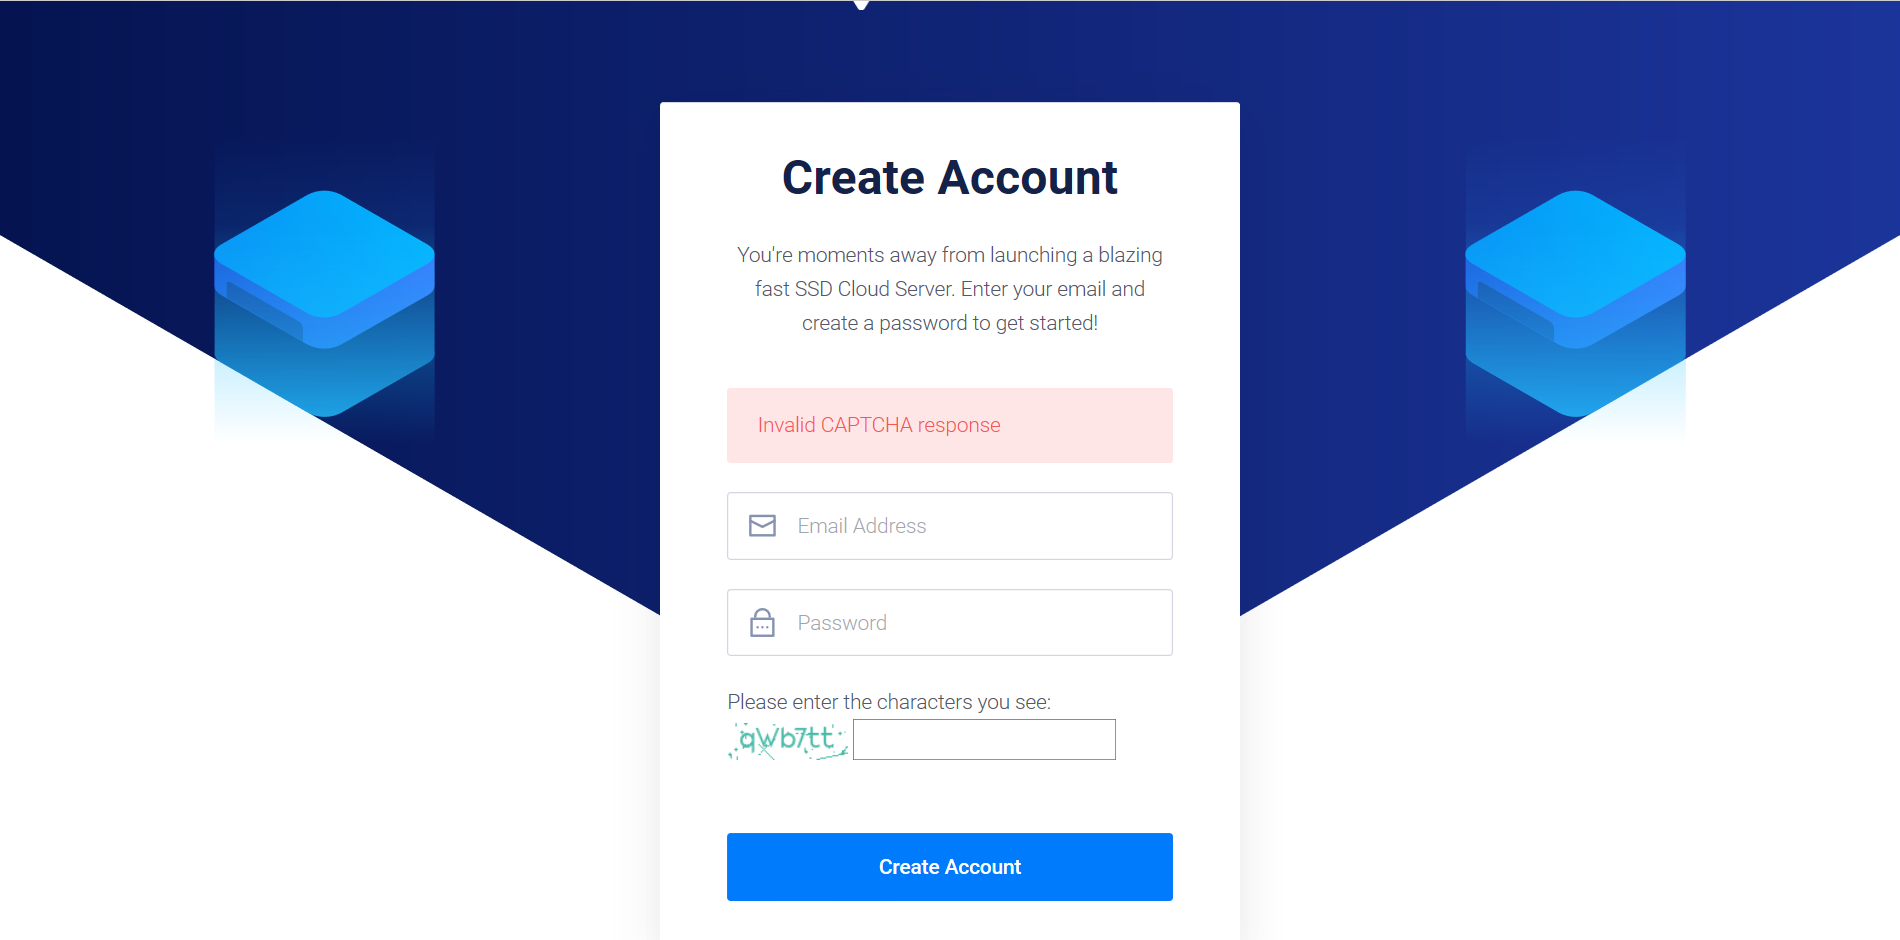 Create Account
You're moments away from launching a blazing
fast SSD Cloud Server. Enter your email and
create a password to get started!
Invalid CAPTCHA response
Email Address
Password
Please enter the characters you see:
Create Account